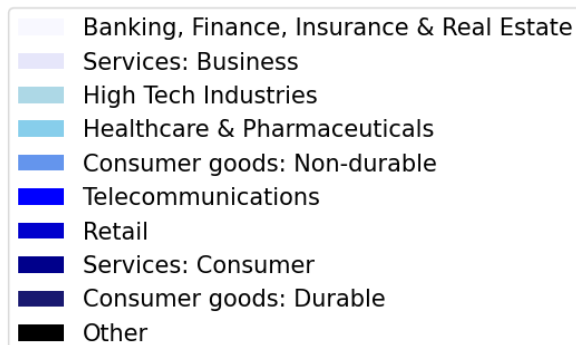 Banking, Finance, Insurance & Real Estate
Services: Business
High Tech Industries
Healthcare & Pharmaceuticals
Consumer goods: Non-durable
Telecommunications
Retail
Services: Consumer
Consumer goods: Durable
Other